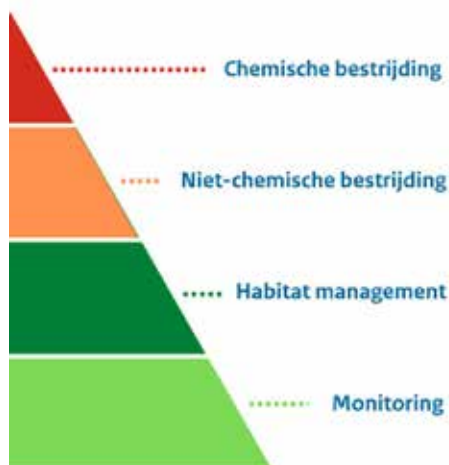 Chemische bestrijding
Niet-chemische bestrijding
Habitat management
Monitoring